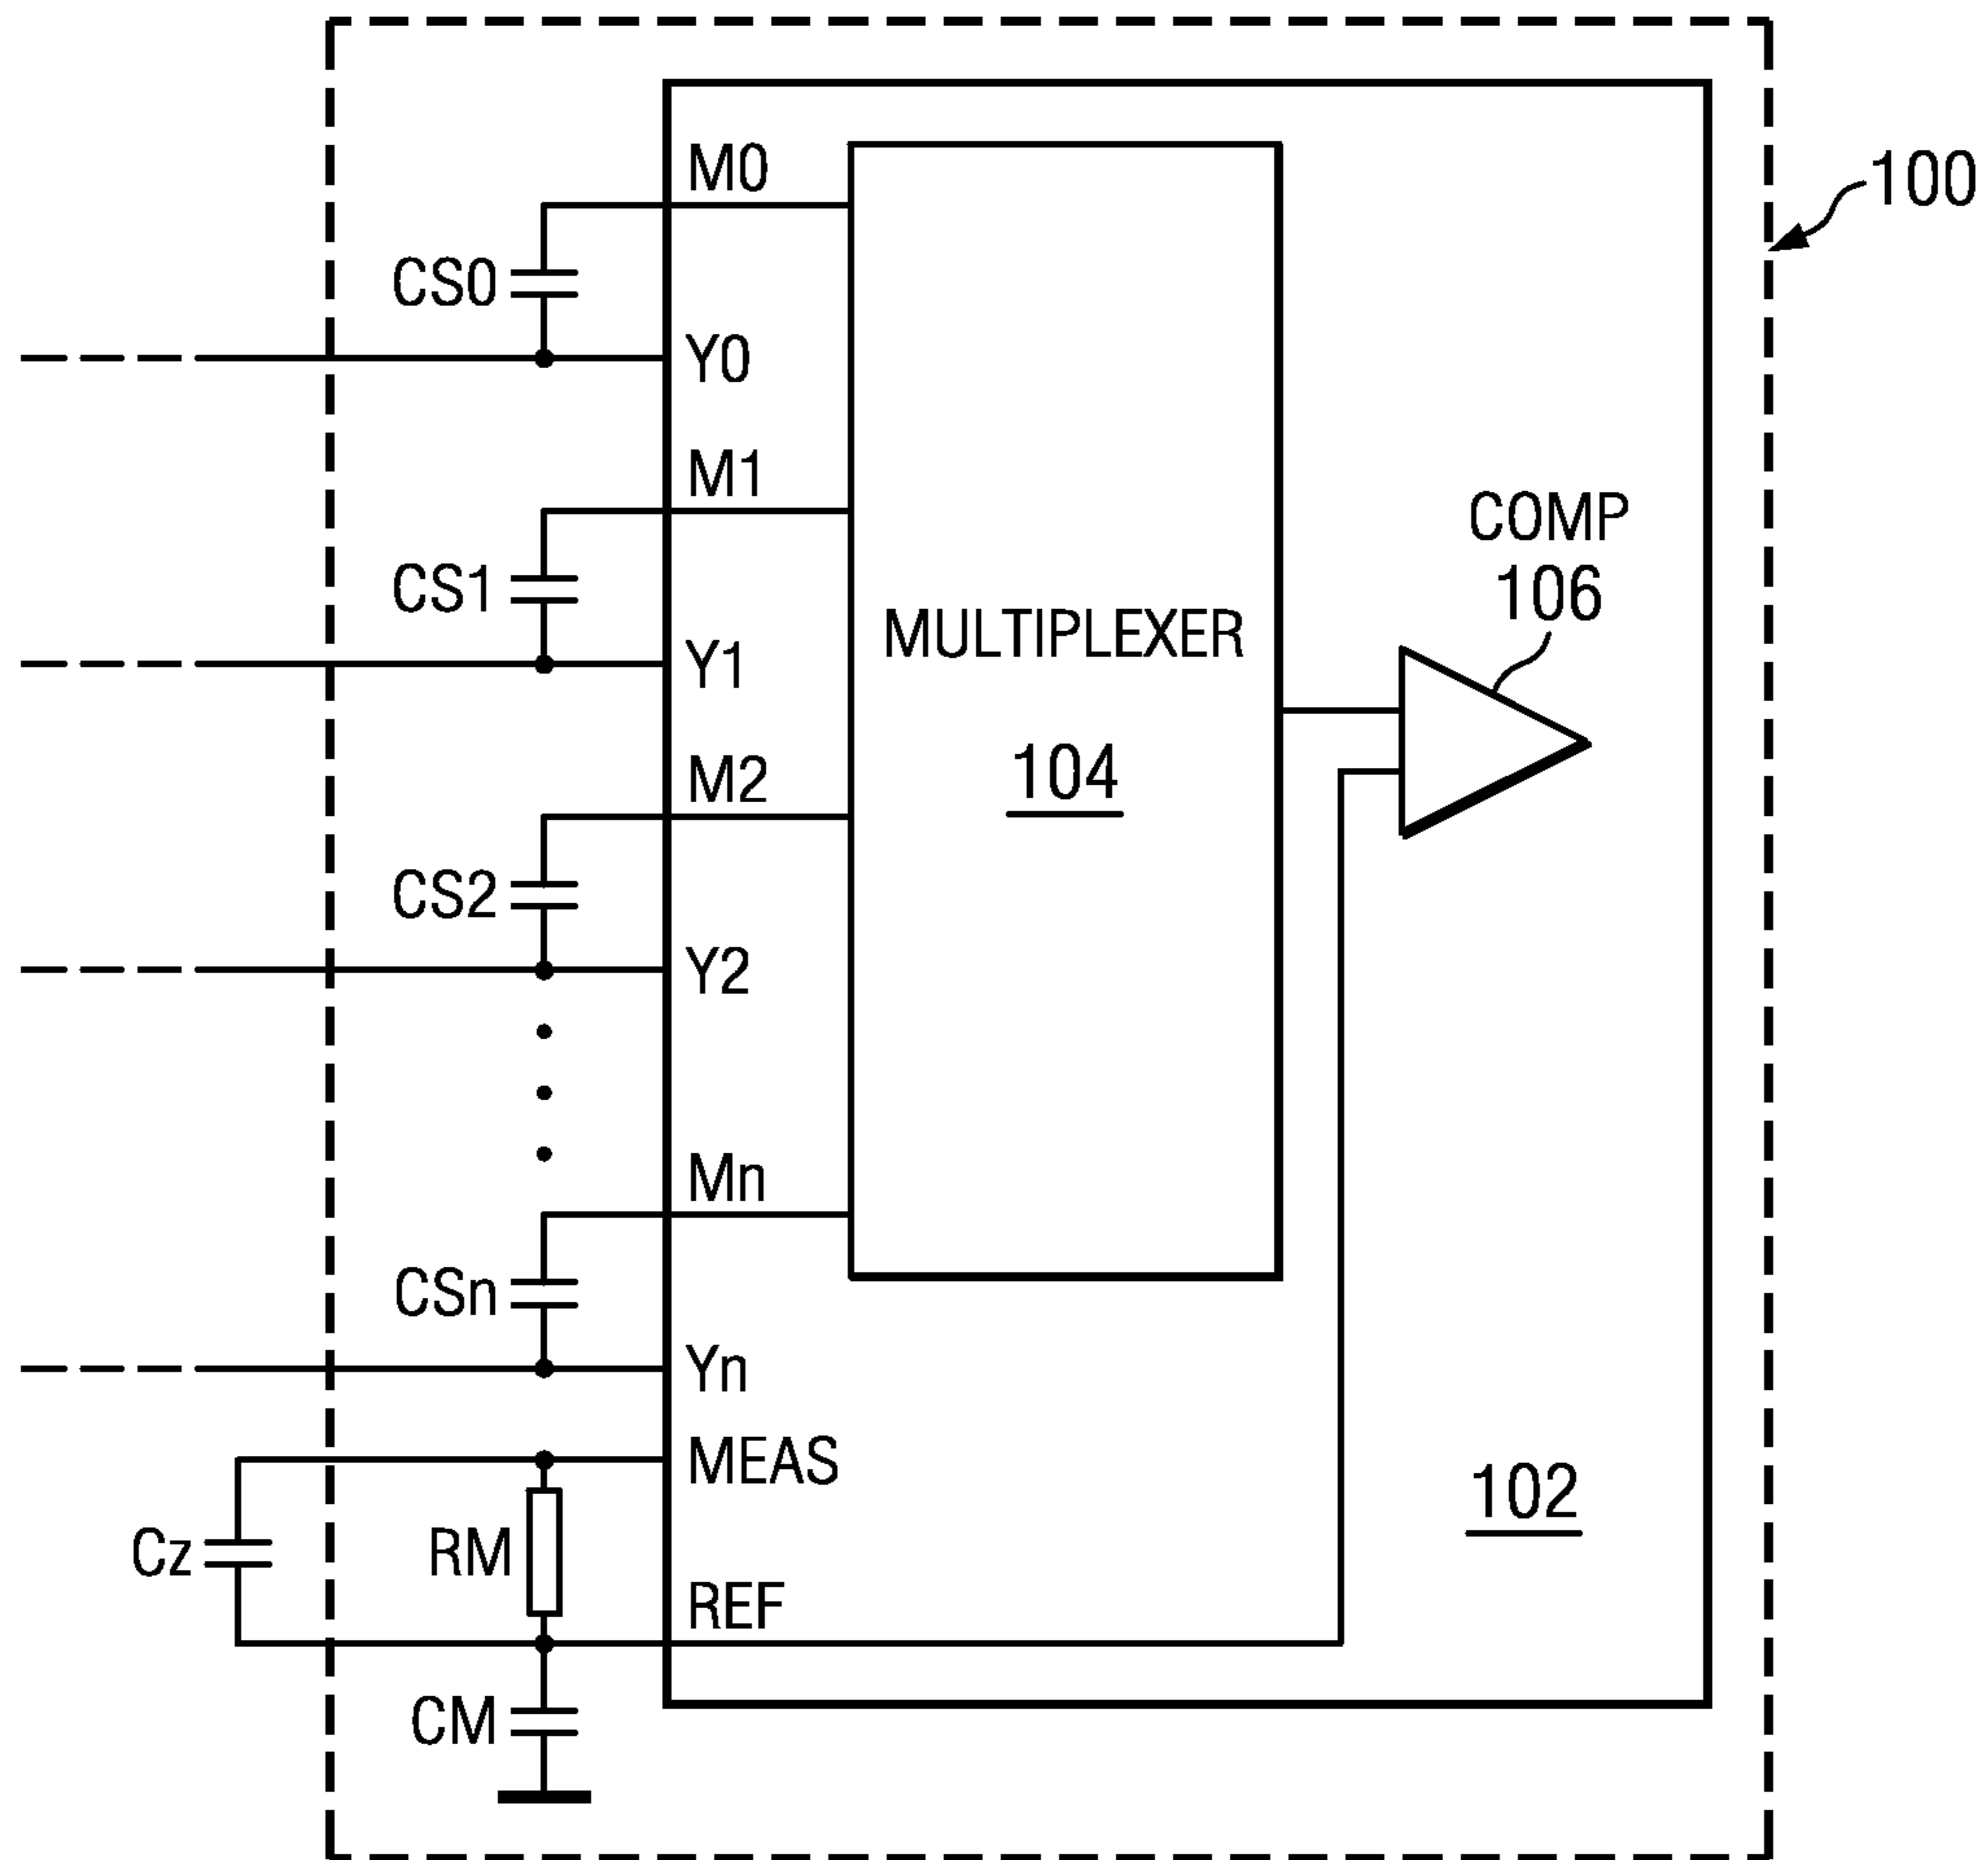 100
M0
CS0
Y0
M1
CS1
Y1
COMP
106
MULTIPLEXER
104
M2
CS2
Y2
Mn
CSn
Yn
MEAS
102
Cz
RM
REF
CM